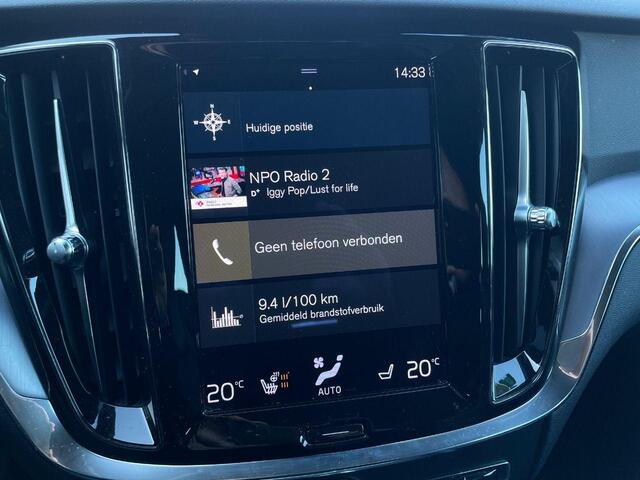 14:33
N
W E
S
Huidige positie
NPO Radio 2
D+ Iggy Pop/Lust for life
Geen telefoon verbonden
9.4 l/100 km
Gemiddeld brandstofverbruik
20°C
AUTO
20°C